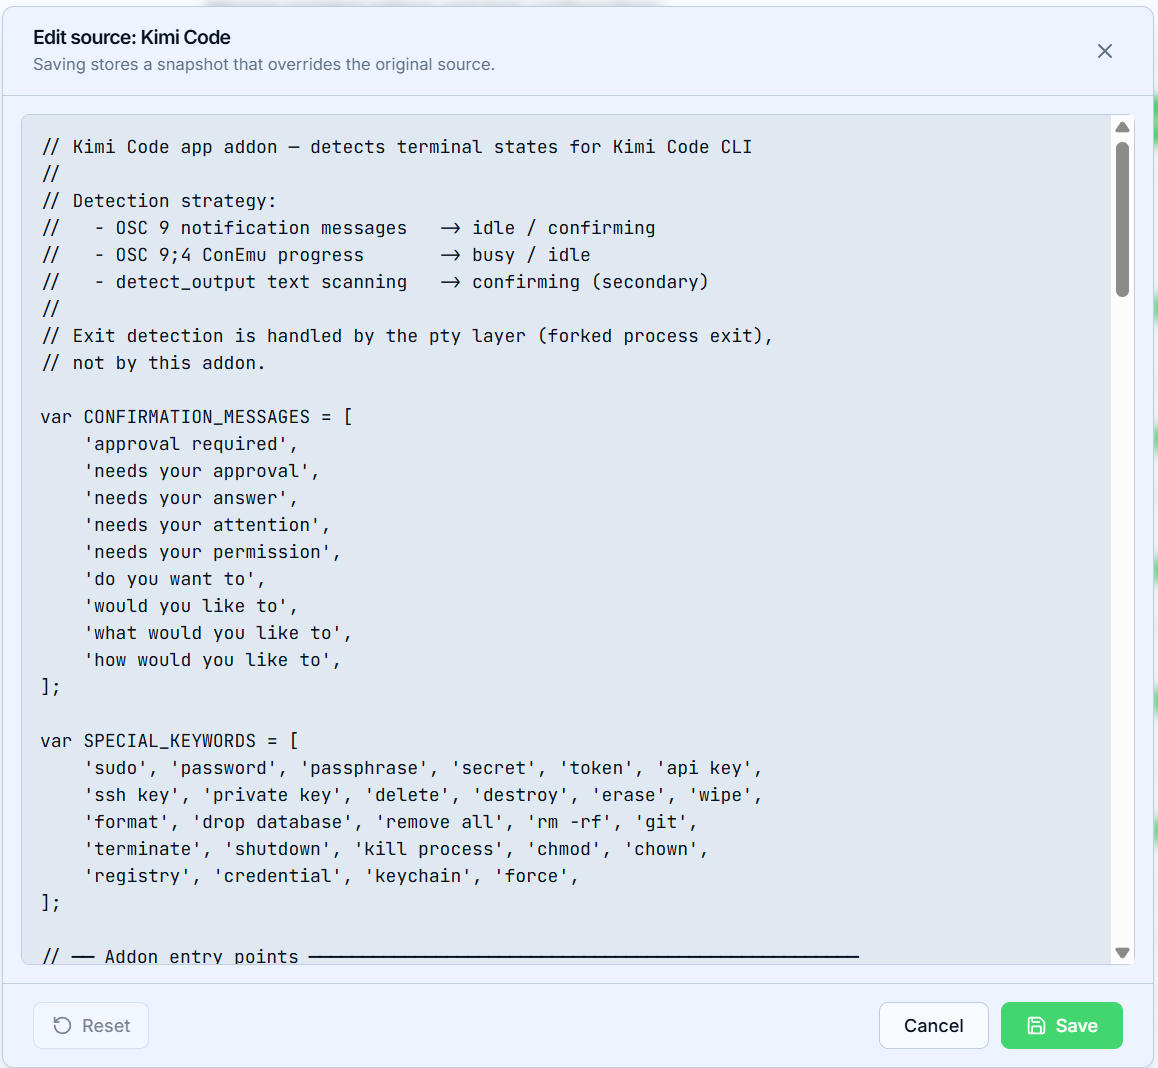 Edit source: Kimi Code
Saving stores a snapshot that overrides the original source.
// Kimi Code app addon — detects terminal states for Kimi Code CLI
//
// Detection strategy:
//   - OSC 9 notification messages   -> idle / confirming
//   - OSC 9;4 ConEmu progress       -> busy / idle
//   - detect_output text scanning   -> confirming (secondary)
//
// Exit detection is handled by the pty layer (forked process exit),
// not by this addon.
var CONFIRMATION_MESSAGES = [
    'approval required',
    'needs your approval',
    'needs your answer',
    'needs your attention',
    'needs your permission',
    'do you want to',
    'would you like to',
    'what would you like to',
    'how would you like to',
];
var SPECIAL_KEYWORDS = [
    'sudo', 'password', 'passphrase', 'secret', 'token', 'api key',
    'ssh key', 'private key', 'delete', 'destroy', 'erase', 'wipe',
    'format', 'drop database', 'remove all', 'rm -rf', 'git',
    'terminate', 'shutdown', 'kill process', 'chmod', 'chown',
    'registry', 'credential', 'keychain', 'force',
];
// —— Addon entry points ———————————————————————————————————————————————————
Reset
Cancel
Save